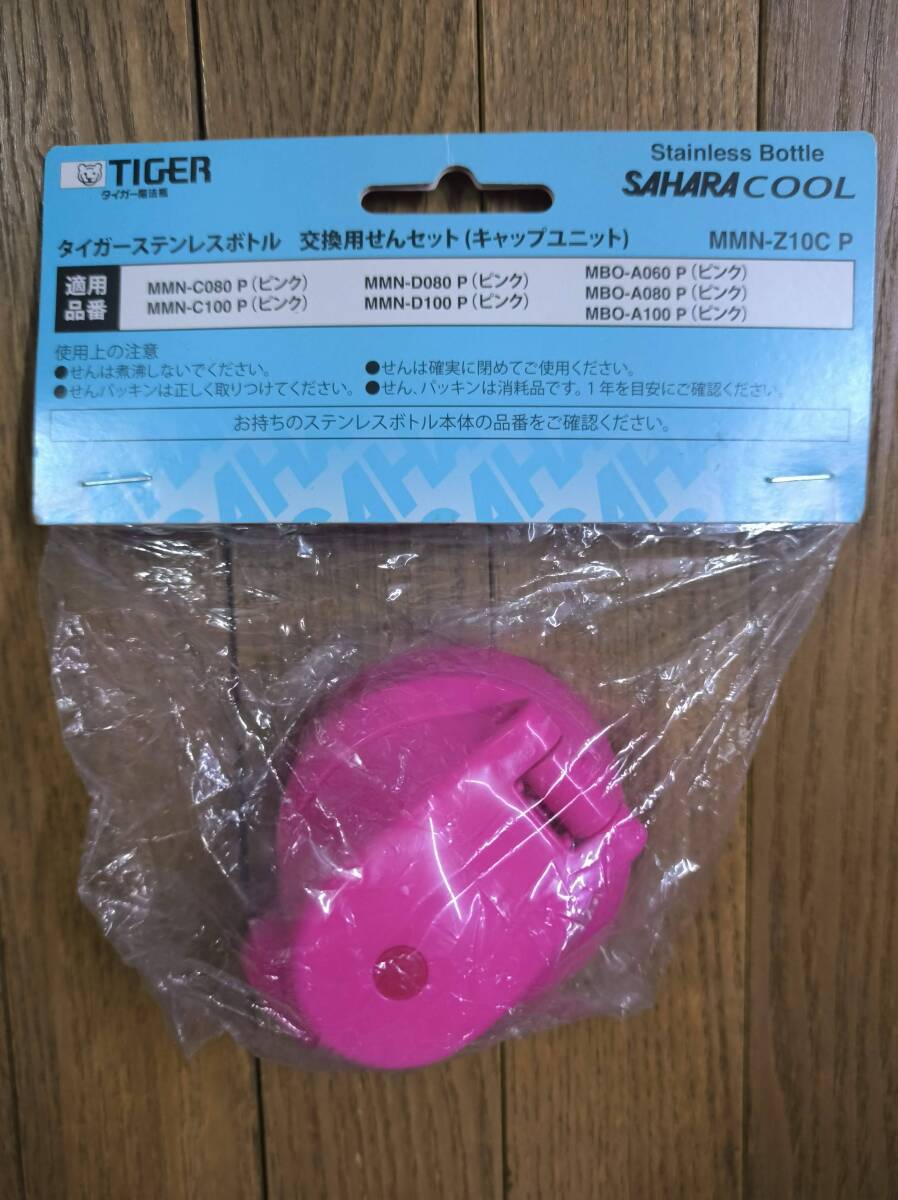 TIGER
タイガー魔法瓶
Stainless Bottle
SAHARA COOL
タイガーステンレスボトル 交換用せんセット(キャップユニット) MMN-Z10C P
適用
品番
MMN-C080 P(ピンク)
MMN-C100 P(ピンク)
MMN-D080 P(ピンク)
MMN-D100 P(ピンク)
MBO-A060 P(ピンク)
MBO-A080 P(ピンク)
MBO-A100 P(ピンク)
使用上の注意
●せんは煮沸しないでください。
●せんパッキンは正しく取りつけてください。
●せんは確実に閉めてご使用ください。
●せん、パッキンは消耗品です。1年を目安にご確認ください。
お持ちのステンレスボトル本体の品番をご確認ください。